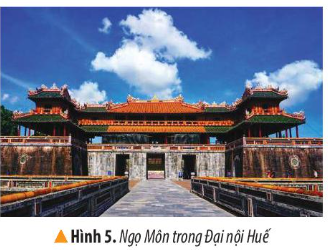 ▲ Hình 5. Ngọ Môn trong Đại nội Huế